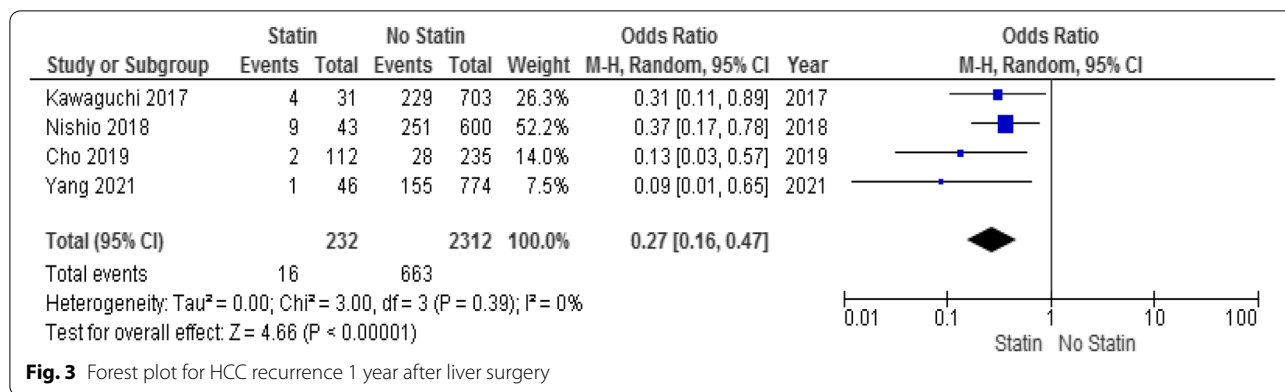 Statin No Statin Odds Ratio Odds Ratio
Study or Subgroup Events Total Events Total Weight M-H, Random, 95% CI Year M-H, Random, 95% CI
Kawaguchi 2017 4 31 229 703 26.3% 0.31 [0.11, 0.89] 2017
Nishio 2018 9 43 251 600 52.2% 0.37 [0.17, 0.78] 2018
Cho 2019 2 112 28 235 14.0% 0.13 [0.03, 0.57] 2019
Yang 2021 1 46 155 774 7.5% 0.09 [0.01, 0.65] 2021
Total (95% CI) 232 2312 100.0% 0.27 [0.16, 0.47]
Total events 16 663
Heterogeneity: Tau² = 0.00; Chi² = 3.00, df = 3 (P = 0.39); I² = 0%
Test for overall effect: Z = 4.66 (P < 0.00001)
0.01 0.1 1 10 100
Statin No Statin
Fig. 3 Forest plot for HCC recurrence 1 year after liver surgery